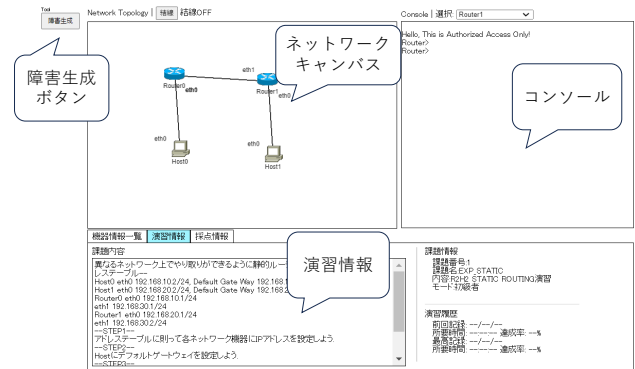 Tool
障害生成
Network Topology | 結線 結線OFF
Console | 選択: Router1
Hello, This is Authorized Access Only!
Router>
Router>
ネットワーク
キャンバス
コンソール
障害生成
ボタン
Router0
eth0
eth1
Router1
eth0
eth0
Host0
eth0
Host1
機器情報一覧 演習情報 採点情報
課題内容:
異なるネットワーク上でやり取りができるように静的ルー
レステーブル--
Host0 eth0 192.168.10.2/24, Default Gate Way 192.168.1
Host1 eth0 192.168.20.2/24, Default Gate Way 192.168.2
Router0 eth0 192.168.10.1/24
eth1 192.168.30.1/24
Router1 eth0 192.168.20.1/24
eth1 192.168.30.2/24
--STEP1--
アドレステーブルに則って各ネットワーク機器にIPアドレスを設定しよう.
--STEP2--
Hostにデフォルトゲートウェイを設定しよう.
--STEP3--
演習情報
課題情報
課題番号:1
課題名:EXP_STATIC
内容:R2H2 STATIC ROUTING演習
モード:初級者
演習履歴
前回記録: --/--/--
所要時間: --:--:-- 達成率: --%
最高記録: --/--/--
所要時間: --:--:-- 達成率: --%